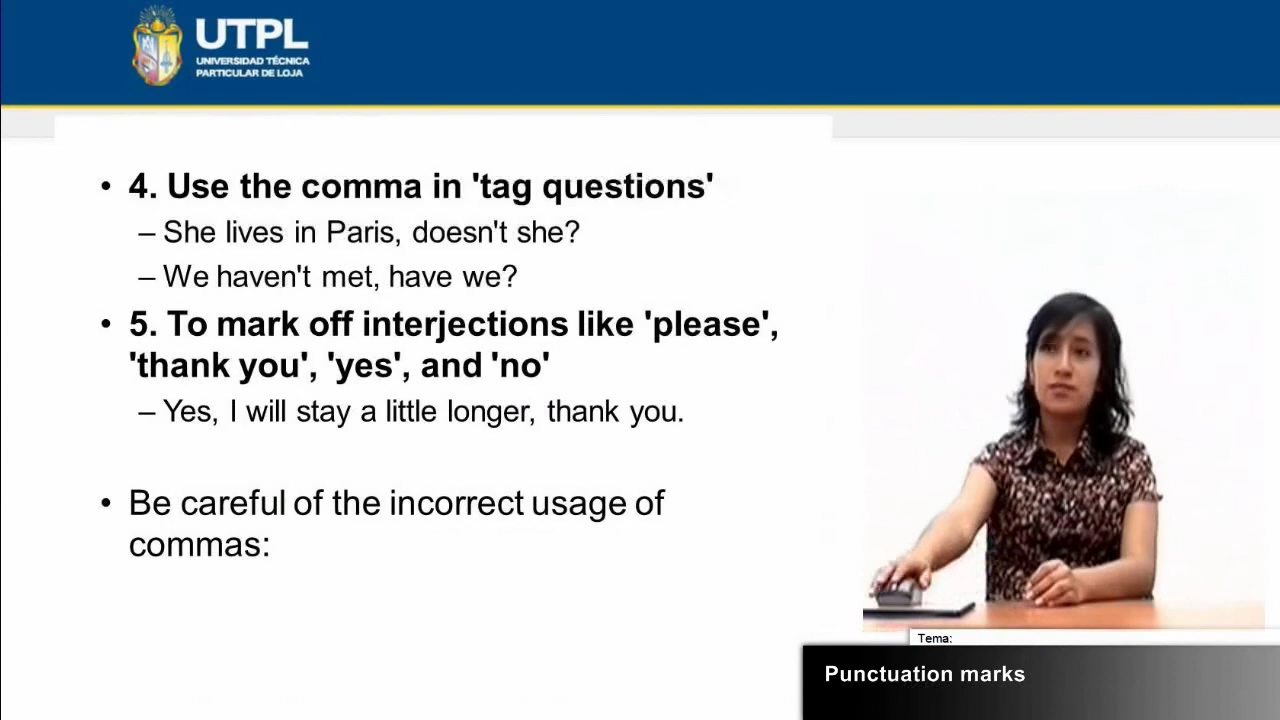 UTPL
UNIVERSIDAD TÉCNICA
PARTICULAR DE LOJA
• 4. Use the comma in 'tag questions'
– She lives in Paris, doesn't she?
– We haven't met, have we?
• 5. To mark off interjections like 'please',
'thank you', 'yes', and 'no'
– Yes, I will stay a little longer, thank you.
• Be careful of the incorrect usage of
commas:
Tema:
Punctuation marks